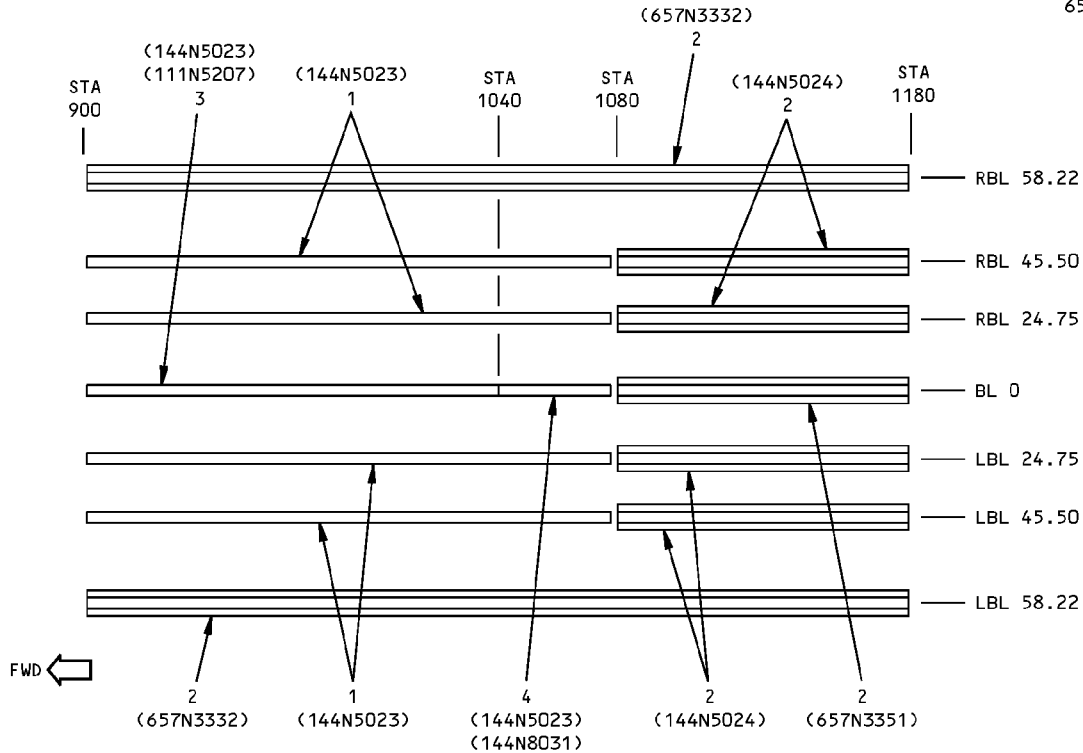 65
(657N3332)
2
(144N5023)
(111N5207)
3
(144N5023)
1
(144N5024)
2
STA
900
STA
1040
STA
1080
STA
1180
RBL 58.22
RBL 45.50
RBL 24.75
BL 0
LBL 24.75
LBL 45.50
LBL 58.22
FWD
2
(657N3332)
1
(144N5023)
4
(144N5023)
(144N8031)
2
(144N5024)
2
(657N3351)